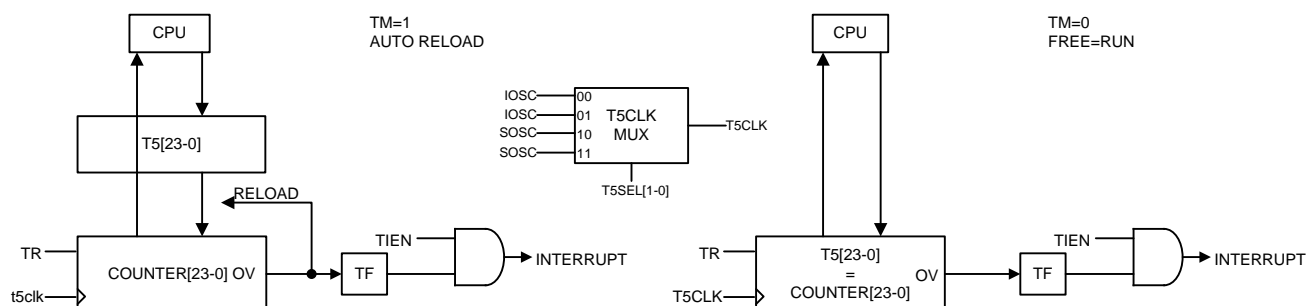 CPU
TM=1
AUTO RELOAD
CPU
TM=0
FREE=RUN
IOSC
00
IOSC
01
SOSC
10
SOSC
11
T5CLK
MUX
T5CLK
T5SEL[1-0]
T5[23-0]
RELOAD
TR
COUNTER[23-0] OV
t5clk
TF
TIEN
INTERRUPT
TR
T5[23-0]
=
COUNTER[23-0]
OV
T5CLK
TF
TIEN
INTERRUPT